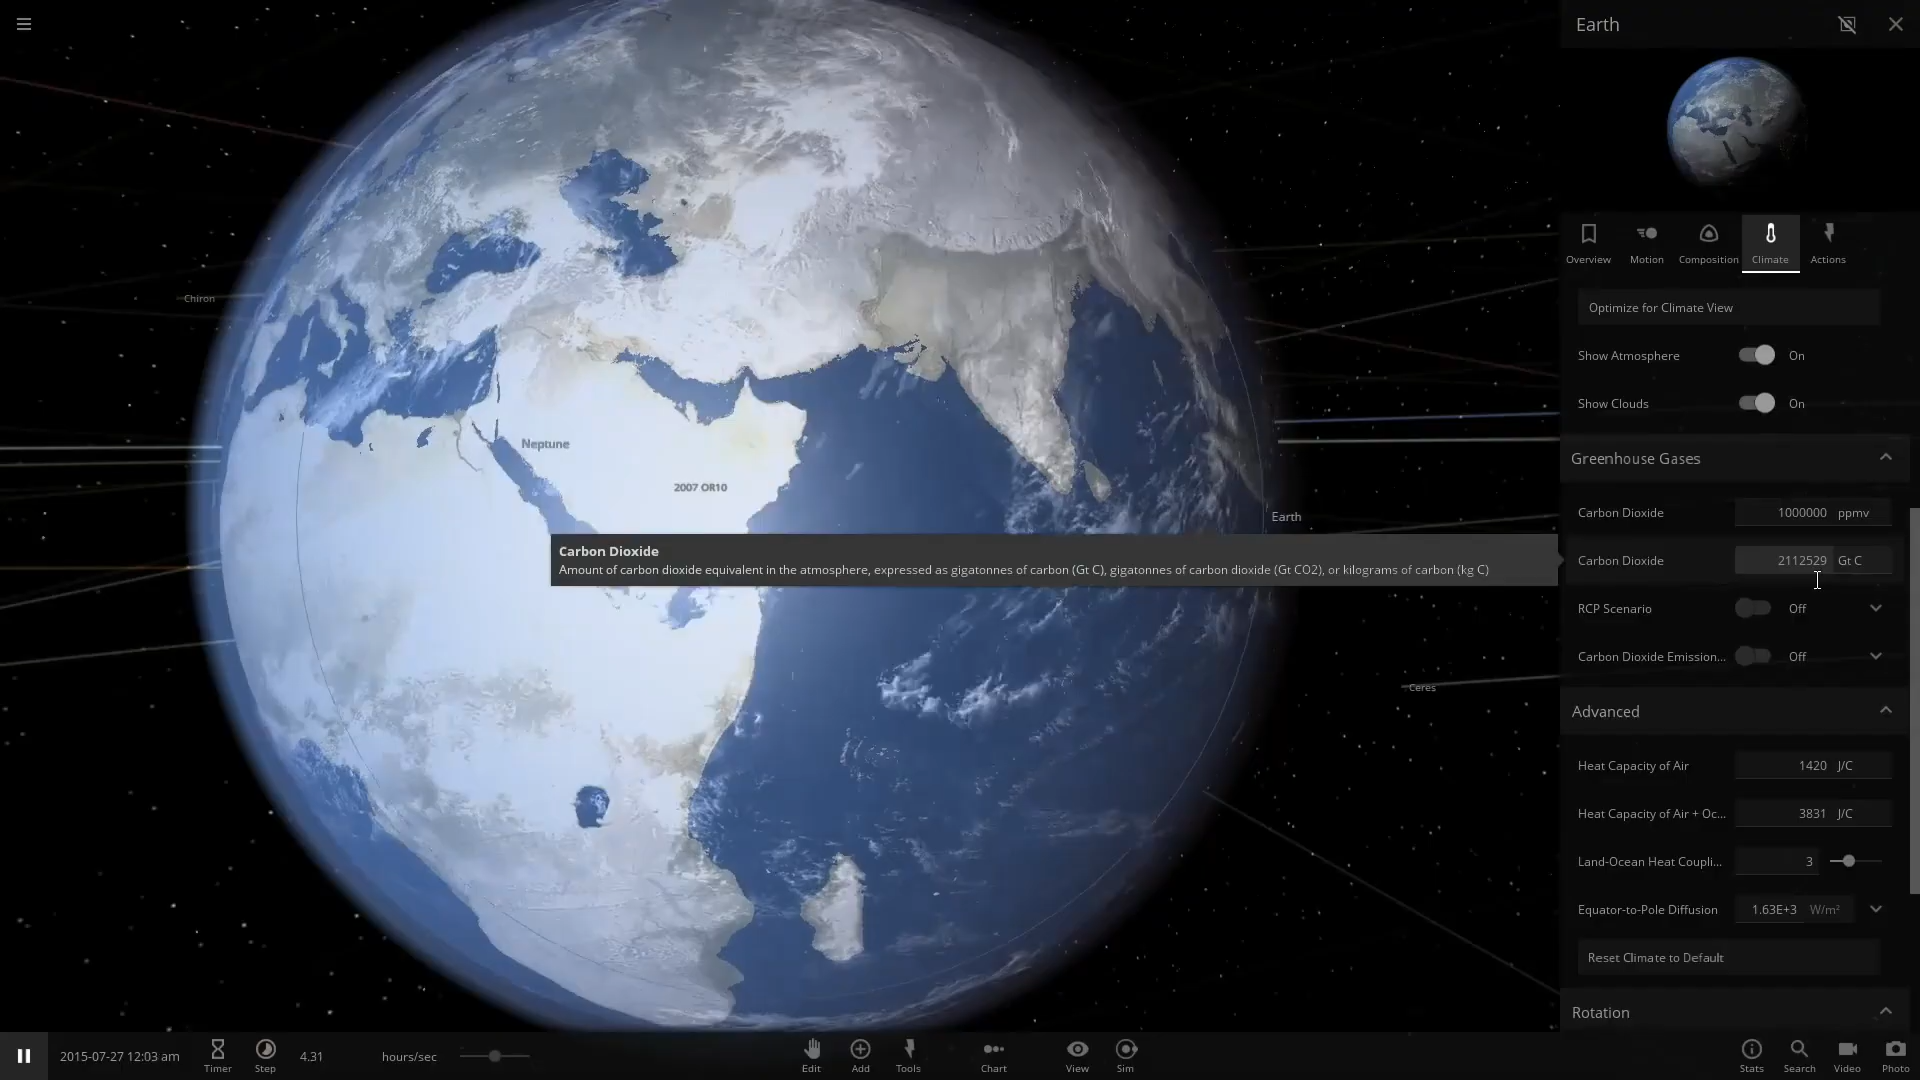 Earth
Overview
Motion
Composition
Climate
Actions
Optimize for Climate View
Show Atmosphere On
Show Clouds On
Greenhouse Gases
Carbon Dioxide 1000000 ppmv
Carbon Dioxide 2112529 Gt C
RCP Scenario Off
Carbon Dioxide Emission... Off
Advanced
Heat Capacity of Air 1420 J/C
Heat Capacity of Air + Oc... 3831 J/C
Land-Ocean Heat Coupli... 3
Equator-to-Pole Diffusion 1.63E+3 W/m²
Reset Climate to Default
Rotation
Chiron
Neptune
2007 OR10
Earth
Carbon Dioxide
Amount of carbon dioxide equivalent in the atmosphere, expressed as gigatonnes of carbon (Gt C), gigatonnes of carbon dioxide (Gt CO2), or kilograms of carbon (kg C)
Ceres
2015-07-27 12:03 am
Timer
Step
4.31 hours/sec
Edit
Add
Tools
Chart
View
Sim
Stats
Search
Video
Photo